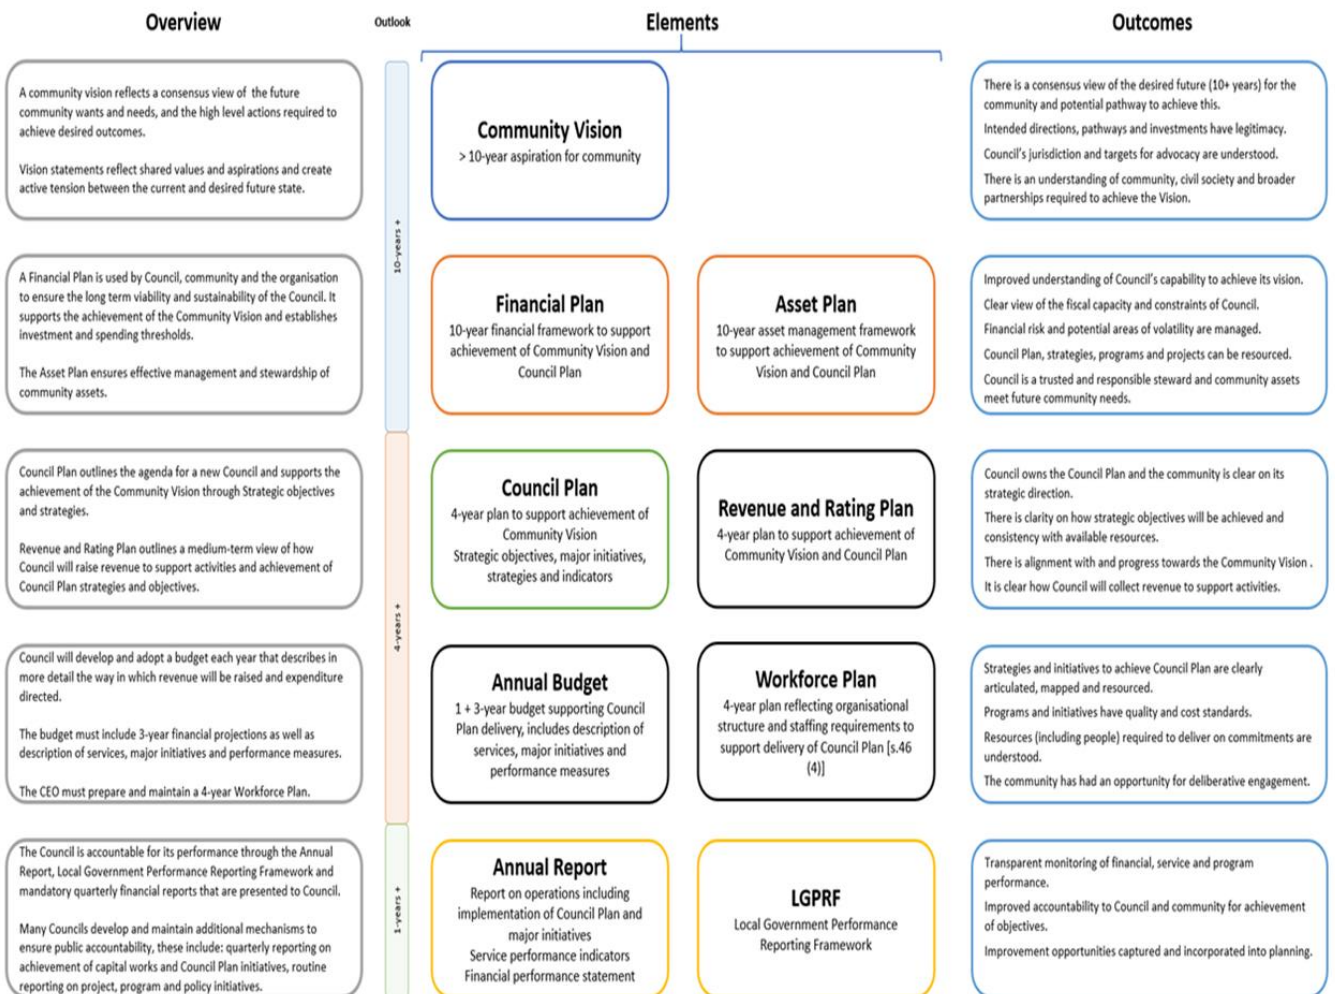 Overview
Outlook
Elements
Outcomes
A community vision reflects a consensus view of the future
community wants and needs, and the high level actions required to
achieve desired outcomes.
Vision statements reflect shared values and aspirations and create
active tension between the current and desired future state.
10-years +
Community Vision
> 10-year aspiration for community
There is a consensus view of the desired future (10+ years) for the
community and potential pathway to achieve this.
Intended directions, pathways and investments have legitimacy.
Council's jurisdiction and targets for advocacy are understood.
There is an understanding of community, civil society and broader
partnerships required to achieve the Vision.
A Financial Plan is used by Council, community and the organisation
to ensure the long term viability and sustainability of the Council. It
supports the achievement of the Community Vision and establishes
investment and spending thresholds.
The Asset Plan ensures effective management and stewardship of
community assets.
Financial Plan
10-year financial framework to support
achievement of Community Vision and
Council Plan
Asset Plan
10-year asset management framework
to support achievement of Community
Vision and Council Plan
Improved understanding of Council's capability to achieve its vision.
Clear view of the fiscal capacity and constraints of Council.
Financial risk and potential areas of volatility are managed.
Council Plan, strategies, programs and projects can be resourced.
Council is a trusted and responsible steward and community assets
meet future community needs.
Council Plan outlines the agenda for a new Council and supports the
achievement of the Community Vision through Strategic objectives
and strategies.
Revenue and Rating Plan outlines a medium-term view of how
Council will raise revenue to support activities and achievement of
Council Plan strategies and objectives.
4-years +
Council Plan
4-year plan to support achievement of
Community Vision
Strategic objectives, major initiatives,
strategies and indicators
Revenue and Rating Plan
4-year plan to support achievement of
Community Vision and Council Plan
Council owns the Council Plan and the community is clear on its
strategic direction.
There is clarity on how strategic objectives will be achieved and
consistency with available resources.
There is alignment with and progress towards the Community Vision .
It is clear how Council will collect revenue to support activities.
Council will develop and adopt a budget each year that describes in
more detail the way in which revenue will be raised and expenditure
directed.
The budget must include 3-year financial projections as well as
description of services, major initiatives and performance measures.
The CEO must prepare and maintain a 4-year Workforce Plan.
Annual Budget
1 + 3-year budget supporting Council
Plan delivery, includes description of
services, major initiatives and
performance measures
Workforce Plan
4-year plan reflecting organisational
structure and staffing requirements to
support delivery of Council Plan [s.46
(4)]
Strategies and initiatives to achieve Council Plan are clearly
articulated, mapped and resourced.
Programs and initiatives have quality and cost standards.
Resources (including people) required to deliver on commitments are
understood.
The community has had an opportunity for deliberative engagement.
The Council is accountable for its performance through the Annual
Report, Local Government Performance Reporting Framework and
mandatory quarterly financial reports that are presented to Council.
Many Councils develop and maintain additional mechanisms to
ensure public accountability, these include: quarterly reporting on
achievement of capital works and Council Plan initiatives, routine
reporting on project, program and policy initiatives.
1-years +
Annual Report
Report on operations including
implementation of Council Plan and
major initiatives
Service performance indicators
Financial performance statement
LGPRF
Local Government Performance
Reporting Framework
Transparent monitoring of financial, service and program
performance.
Improved accountability to Council and community for achievement
of objectives.
Improvement opportunities captured and incorporated into planning.